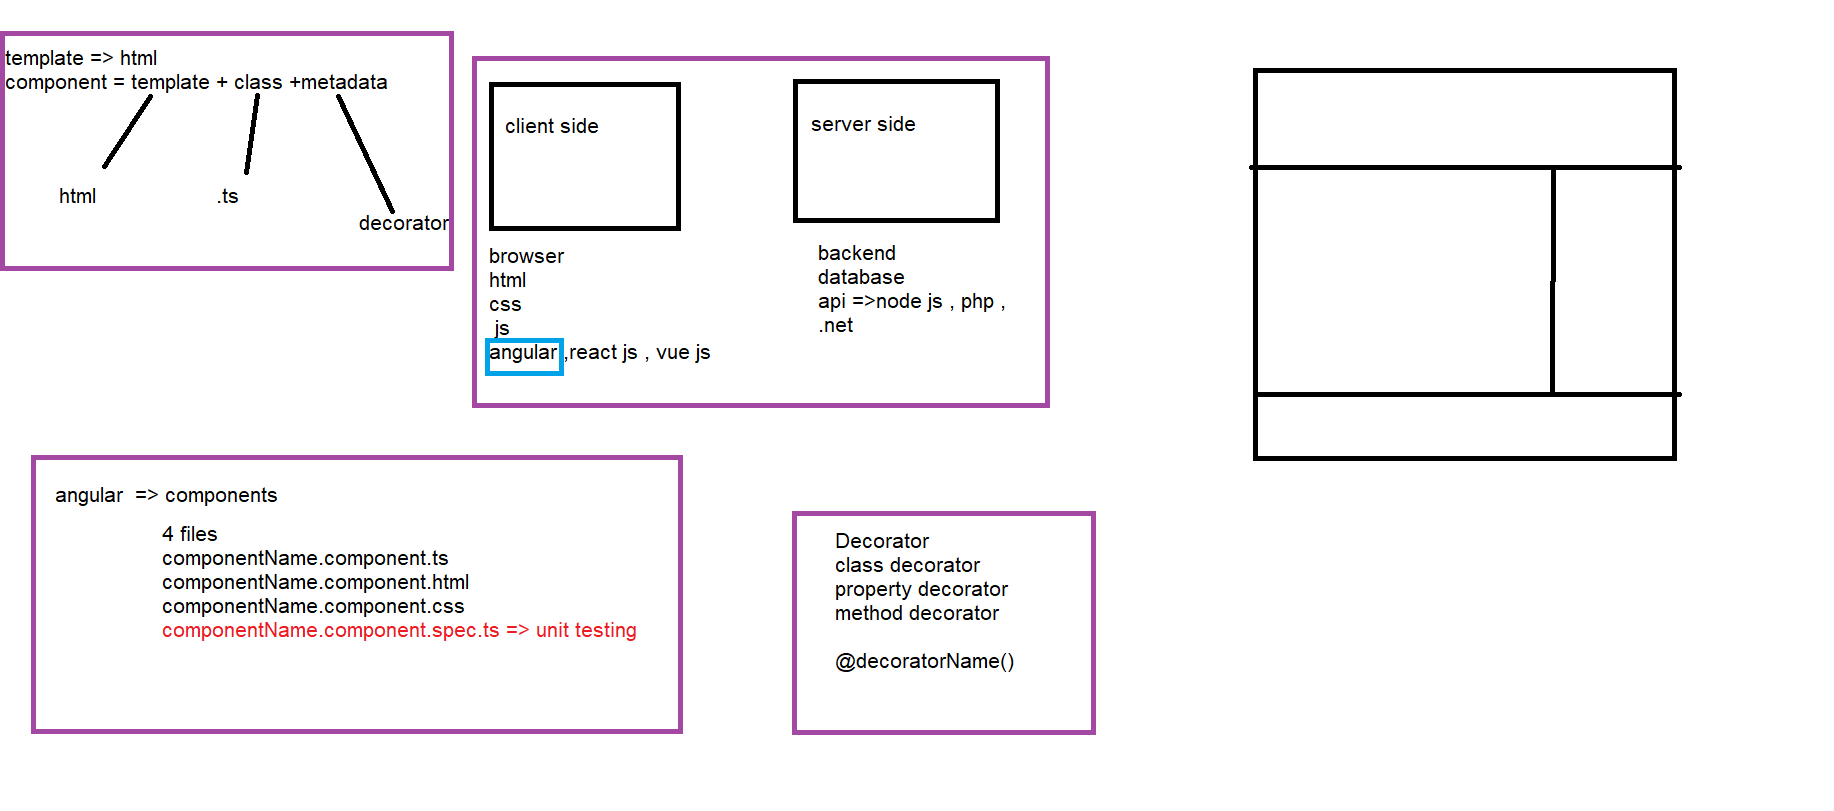 template => html
component = template + class +metadata
html
.ts
decorator
client side
browser
html
css
js
angular ,react js , vue js
server side
backend
database
api =>node js , php ,
.net
angular  => components
4 files
componentName.component.ts
componentName.component.html
componentName.component.css
componentName.component.spec.ts => unit testing
Decorator
class decorator
property decorator
method decorator
@decoratorName()